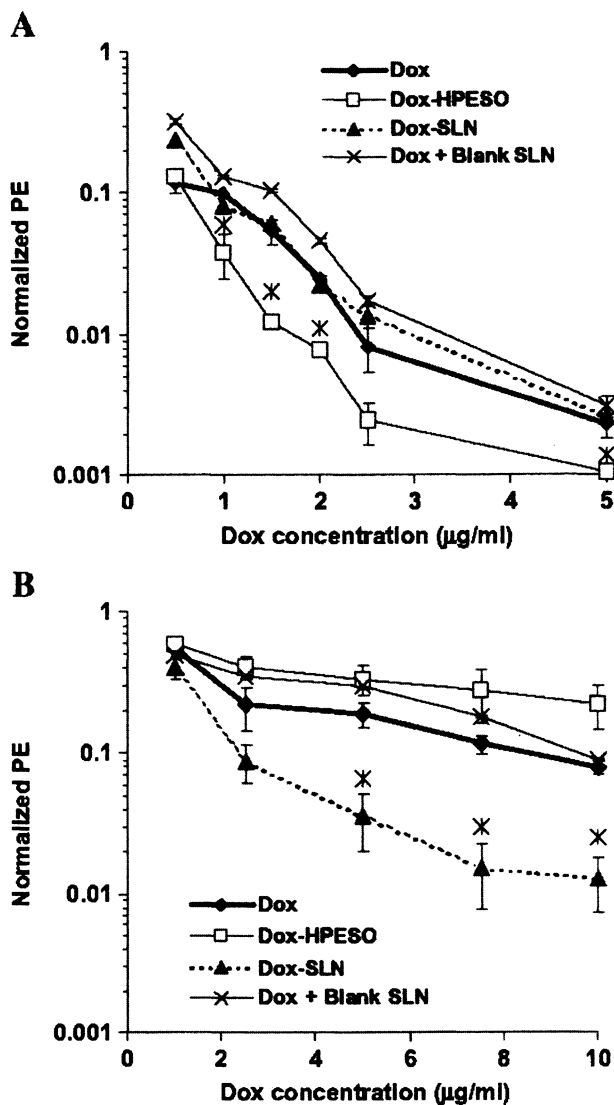 A
1
0.1
0.01
0.001
Normalized PE
Dox
Dox-HPESO
Dox-SLN
Dox + Blank SLN
*
*
*
*
0 1 2 3 4 5
Dox concentration (μg/ml)
B
1
0.1
0.01
0.001
Normalized PE
*
*
*
Dox
Dox-HPESO
Dox-SLN
Dox + Blank SLN
0 2 4 6 8 10
Dox concentration (μg/ml)